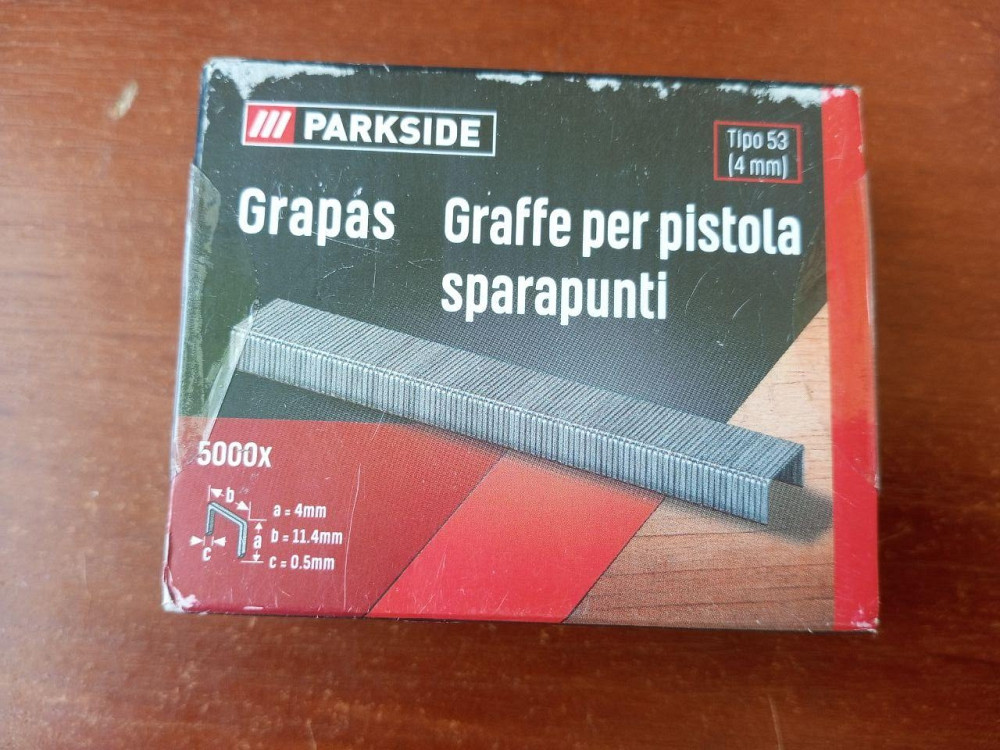 PARKSIDE
Tipo 53
(4 mm)
Grapas
Graffe per pistola
sparapunti
5000x
b
a
c
a = 4mm
b = 11.4mm
c = 0.5mm